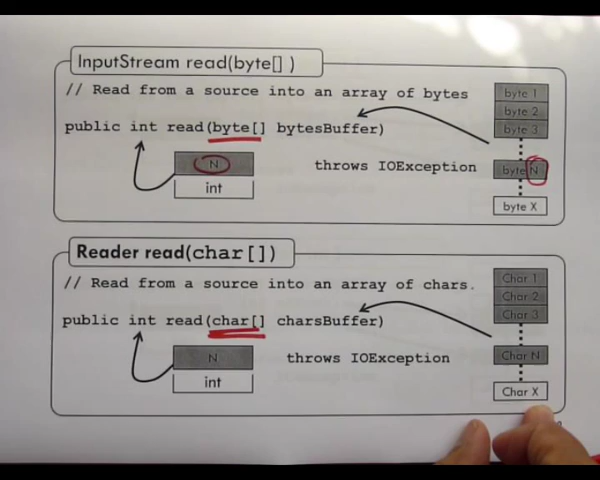 InputStream read(byte[] )
// Read from a source into an array of bytes
public int read(byte[] bytesBuffer)
throws IOException
N
int
byte 1
byte 2
byte 3
byte N
byte X
Reader read(char[])
// Read from a source into an array of chars.
public int read(char[] charsBuffer)
throws IOException
N
int
Char 1
Char 2
Char 3
Char N
Char X